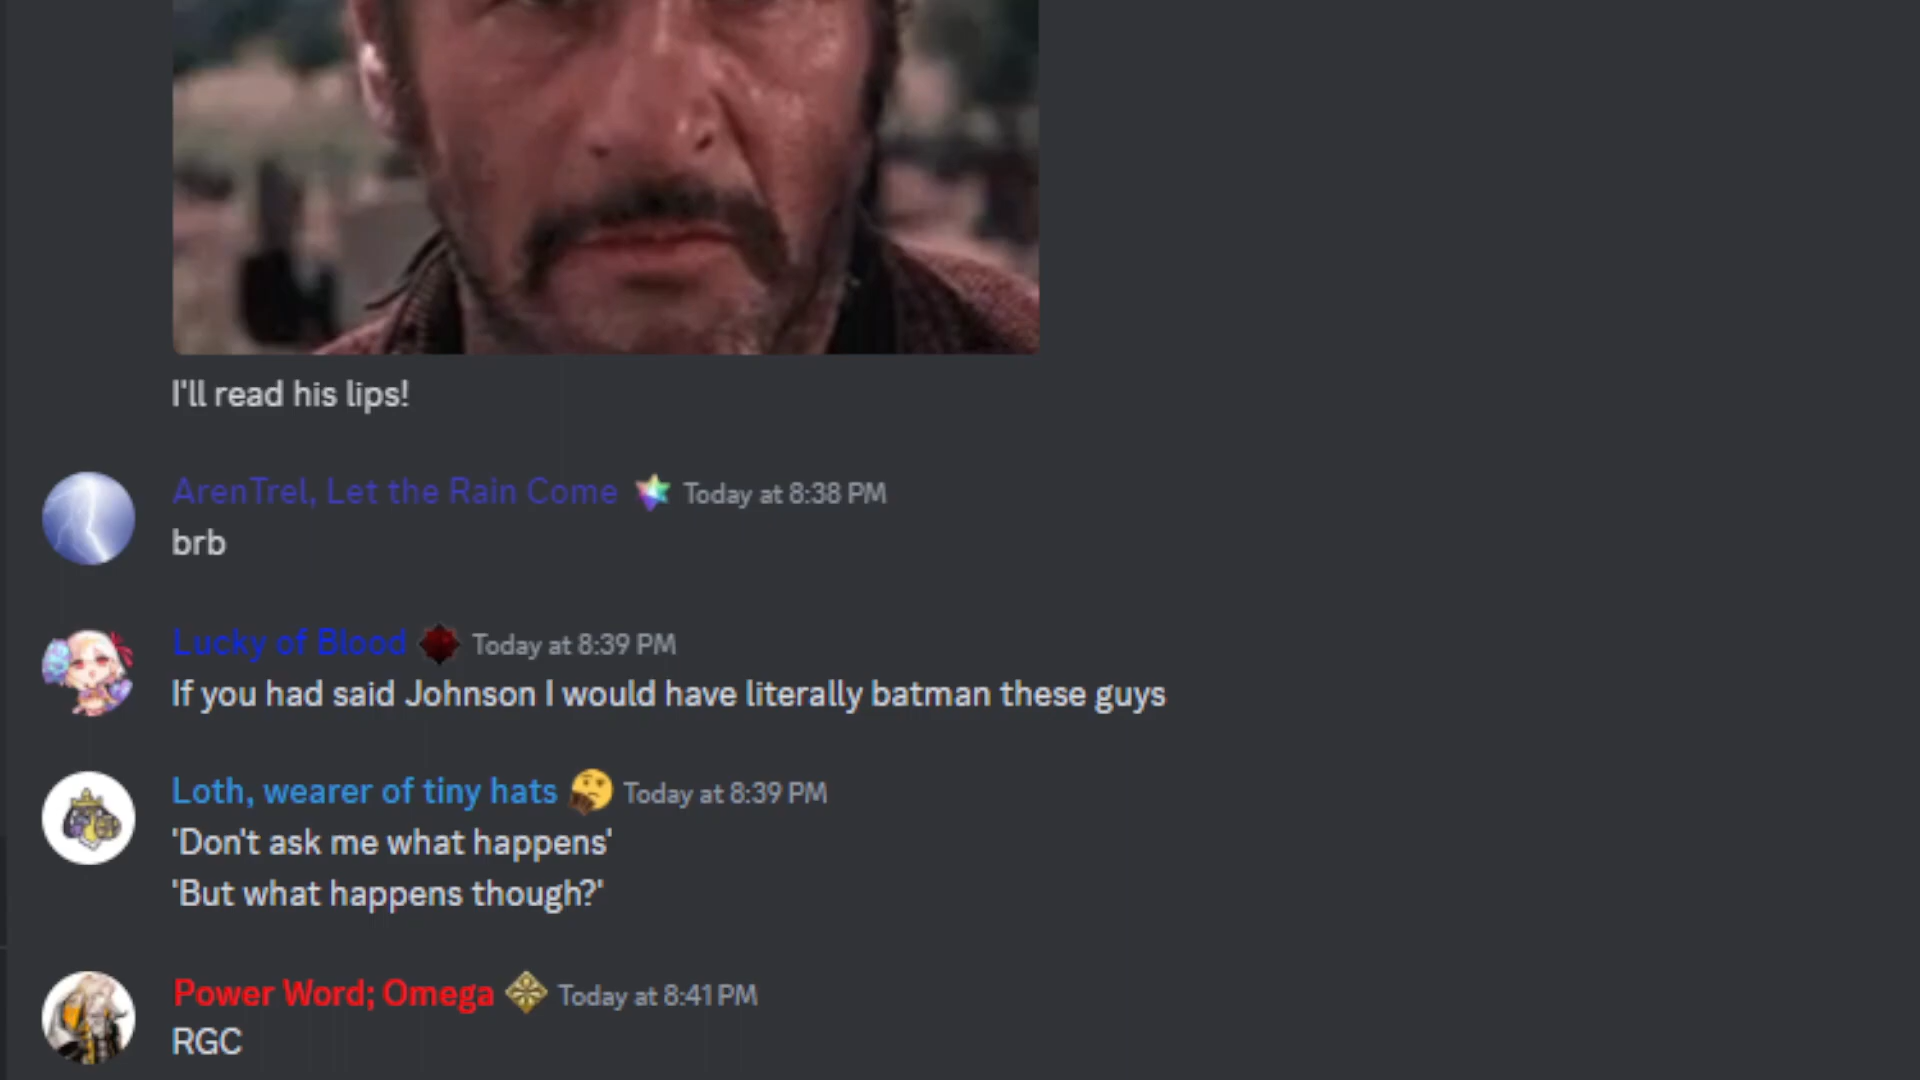 I'll read his lips!
ArenTrel, Let the Rain Come Today at 8:38 PM
brb
Lucky of Blood Today at 8:39 PM
If you had said Johnson I would have literally batman these guys
Loth, wearer of tiny hats Today at 8:39 PM
'Don't ask me what happens'
'But what happens though?'
Power Word; Omega Today at 8:41 PM
RGC